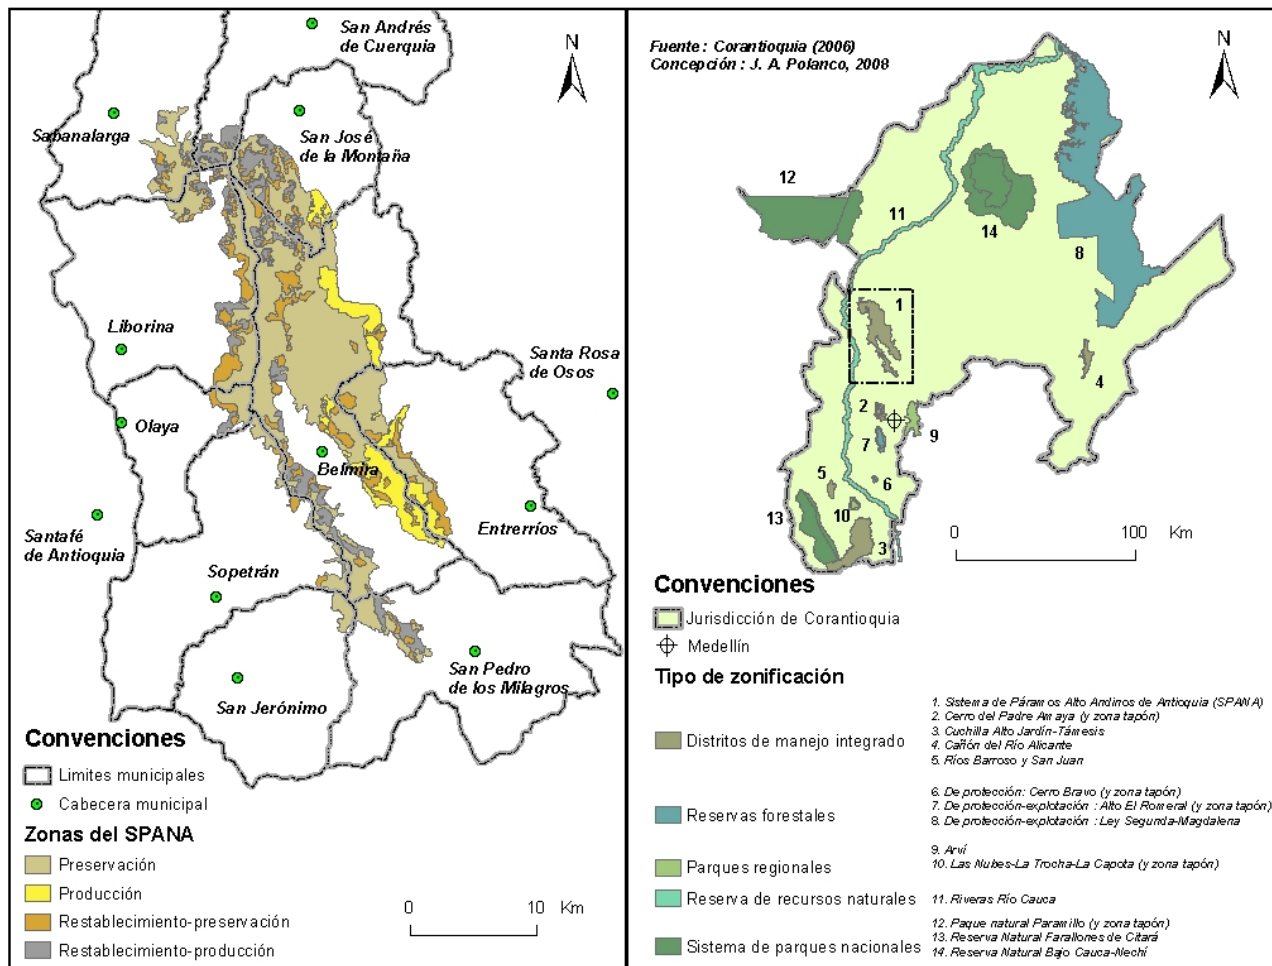 San Andrés
de Cuerquia
N
Sabanalarga
San José
de la Montaña
Liborina
Santa Rosa
de Osos
Olaya
Belmira
Santafé
de Antioquia
Entrerríos
Sopetrán
San Pedro
de los Milagros
San Jerónimo
Convenciones
Limites municipales
Cabecera municipal
Zonas del SPANA
Preservación
Producción
Restablecimiento-preservación
Restablecimiento-producción
0 10 Km
Fuente : Corantioquia (2006)
Concepción : J. A. Polanco, 2008
N
12
11
14
8
1
4
2
9
7
5
6
13
10
3
0 100 Km
Convenciones
Jurisdicción de Corantioquia
Medellín
Tipo de zonificación
Distritos de manejo integrado
1. Sistema de Páramos Alto Andinos de Antioquia (SPANA)
2. Cerro del Padre Amaya (y zona tapón)
3. Cuchilla Alto Jardín-Támesis
4. Cañón del Río Alicante
5. Ríos Barroso y San Juan
Reservas forestales
6. De protección: Cerro Bravo (y zona tapón)
7. De protección-explotación : Alto El Romeral (y zona tapón)
8. De protección-explotación : Ley Segunda-Magdalena
Parques regionales
9. Arví
10. Las Nubes-La Trocha-La Capota (y zona tapón)
Reserva de recursos naturales
11. Riveras Río Cauca
Sistema de parques nacionales
12. Paque natural Paramillo (y zona tapón)
13. Reserva Natural Farallones de Citará
14. Reserva Natural Bajo Cauca-Nechí